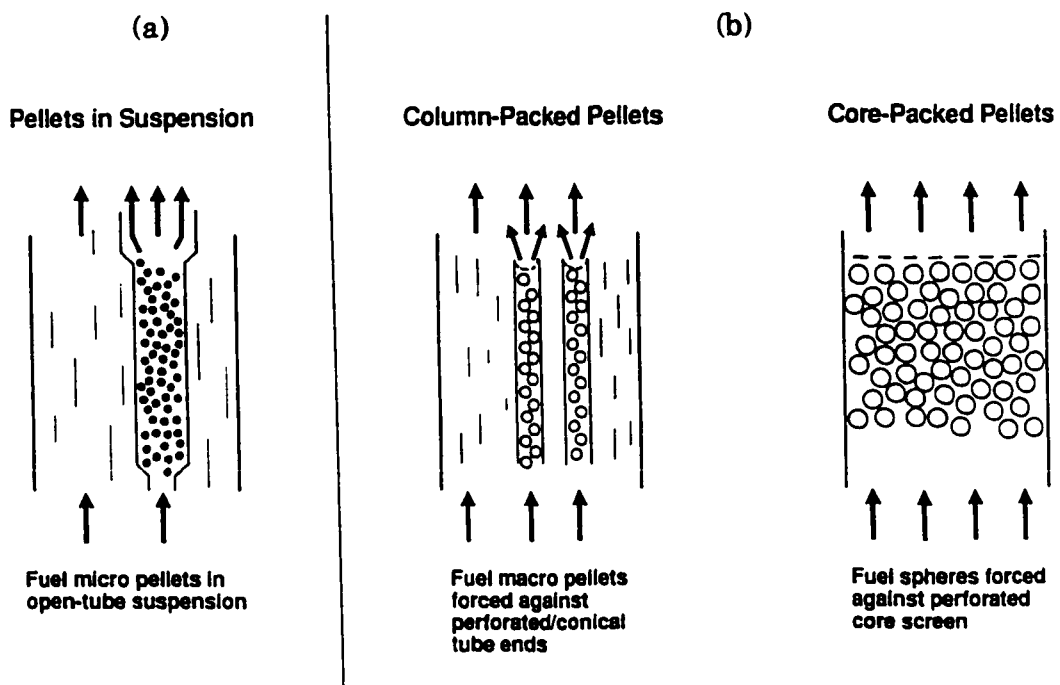 (a)
(b)
Pellets in Suspension
Column-Packed Pellets
Core-Packed Pellets
Fuel micro pellets in
open-tube suspension
Fuel macro pellets
forced against
perforated/conical
tube ends
Fuel spheres forced
against perforated
core screen